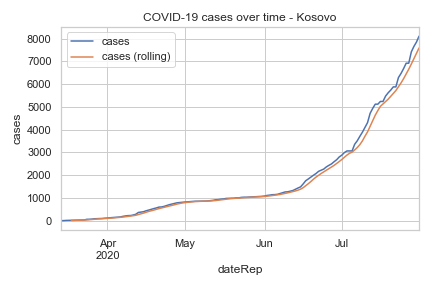 COVID-19 cases over time - Kosovo
cases
cases (rolling)
8000
7000
6000
5000
4000
3000
2000
1000
0
cases
Apr
2020
May
Jun
Jul
dateRep